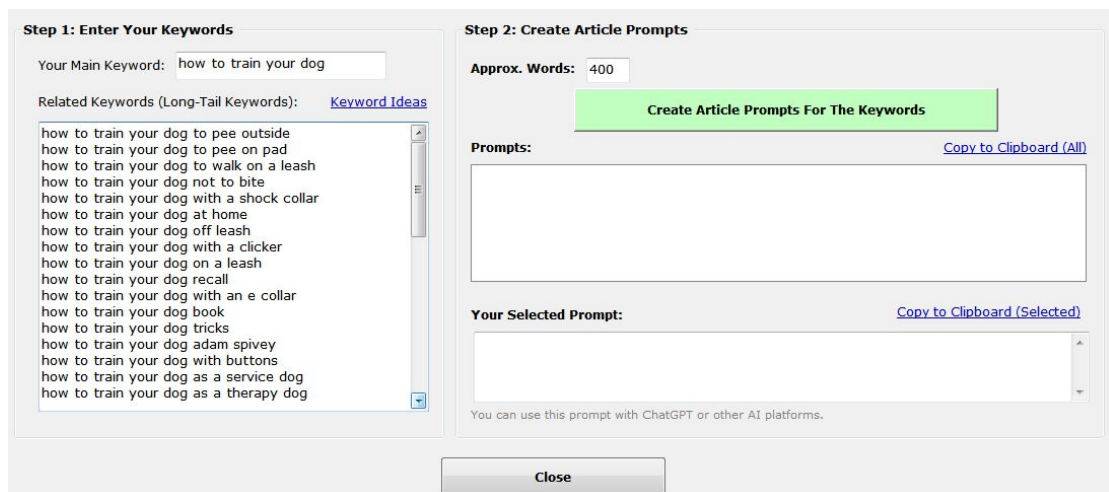 Step 1: Enter Your Keywords
Your Main Keyword: how to train your dog
Related Keywords (Long-Tail Keywords): Keyword Ideas
how to train your dog to pee outside
how to train your dog to pee on pad
how to train your dog to walk on a leash
how to train your dog not to bite
how to train your dog with a shock collar
how to train your dog at home
how to train your dog off leash
how to train your dog with a clicker
how to train your dog on a leash
how to train your dog recall
how to train your dog with an e collar
how to train your dog book
how to train your dog tricks
how to train your dog adam spivey
how to train your dog with buttons
how to train your dog as a service dog
how to train your dog as a therapy dog
Step 2: Create Article Prompts
Approx. Words: 400
Create Article Prompts For The Keywords
Prompts: Copy to Clipboard (All)
Your Selected Prompt: Copy to Clipboard (Selected)
You can use this prompt with ChatGPT or other AI platforms.
Close